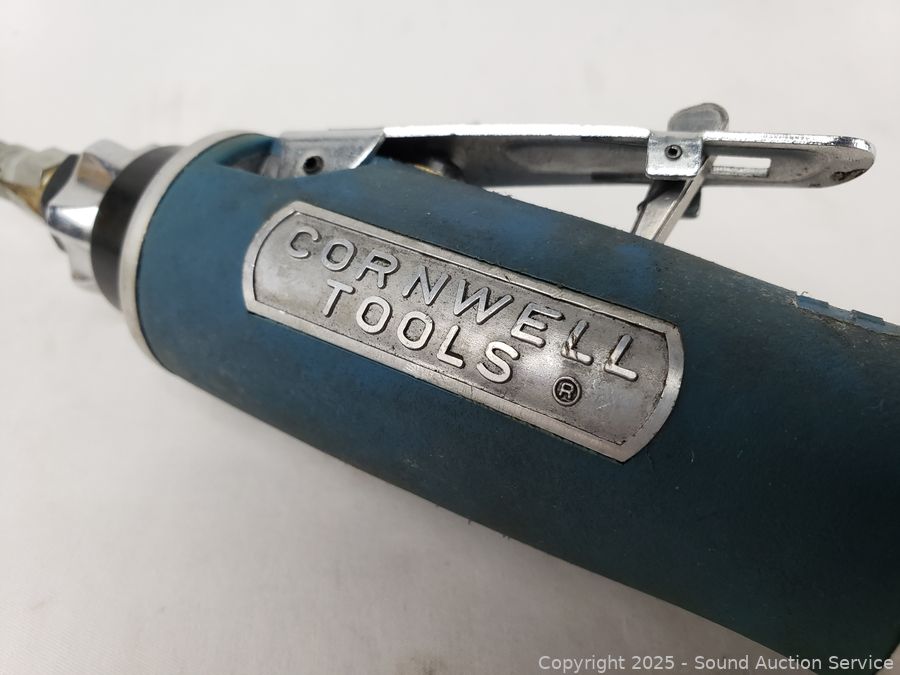 CORNWELL
TOOLS ®
Copyright 2025 - Sound Auction Service